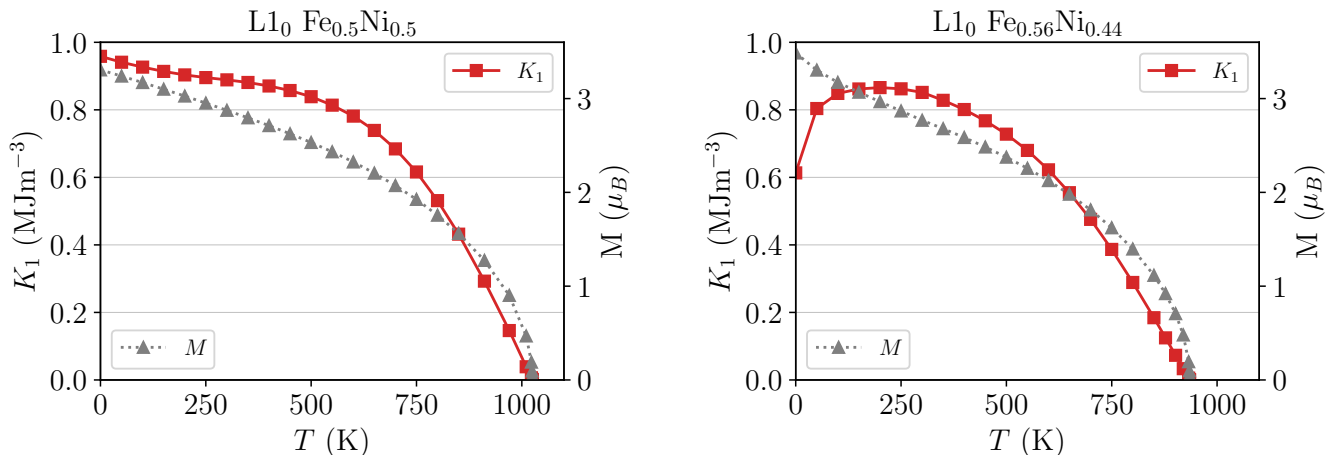 L1₀ Fe₀.₅Ni₀.₅
1.0
0.8
0.6
0.4
0.2
0.0
K₁ (MJm⁻³)
K₁
M
3
2
1
0
M (μ_B)
0 250 500 750 1000
T (K)
L1₀ Fe₀.₅₆Ni₀.₄₄
1.0
0.8
0.6
0.4
0.2
0.0
K₁ (MJm⁻³)
K₁
M
3
2
1
0
M (μ_B)
0 250 500 750 1000
T (K)